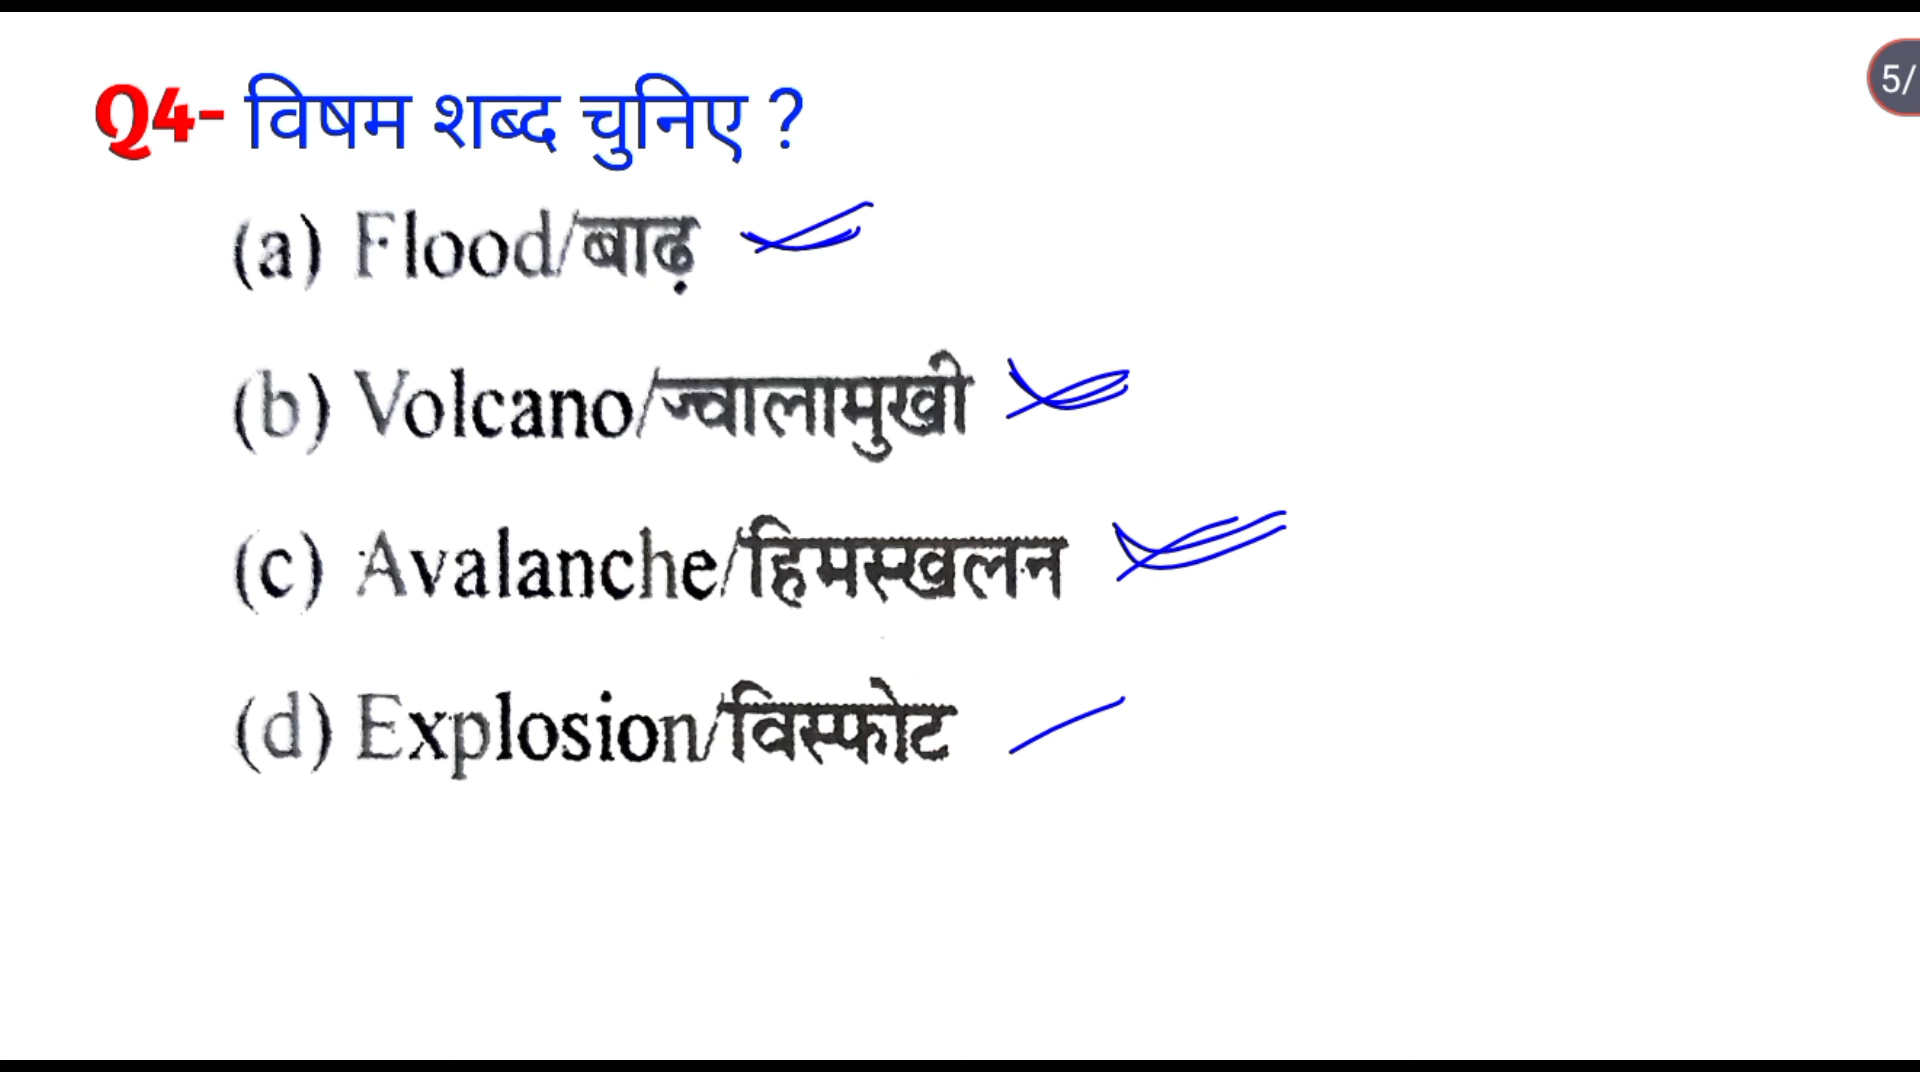 5/
Q4- विषम शब्द चुनिए ?
(a) Flood/बाढ़
(b) Volcano/ज्वालामुखी
(c) Avalanche/हिमस्खलन
(d) Explosion/विस्फोट